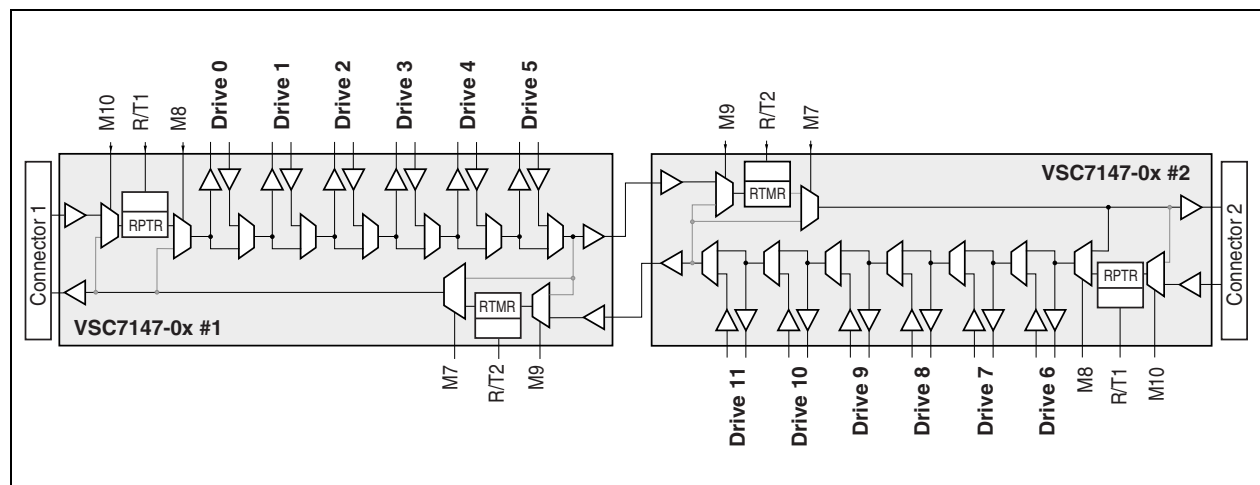 M10
R/T1
M8
Drive 0
Drive 1
Drive 2
Drive 3
Drive 4
Drive 5
Connector 1
RPTR
RTMR
M7
R/T2
M9
VSC7147-0x #1
M9
R/T2
M7
RTMR
VSC7147-0x #2
Connector 2
RPTR
Drive 11
Drive 10
Drive 9
Drive 8
Drive 7
Drive 6
M8
R/T1
M10